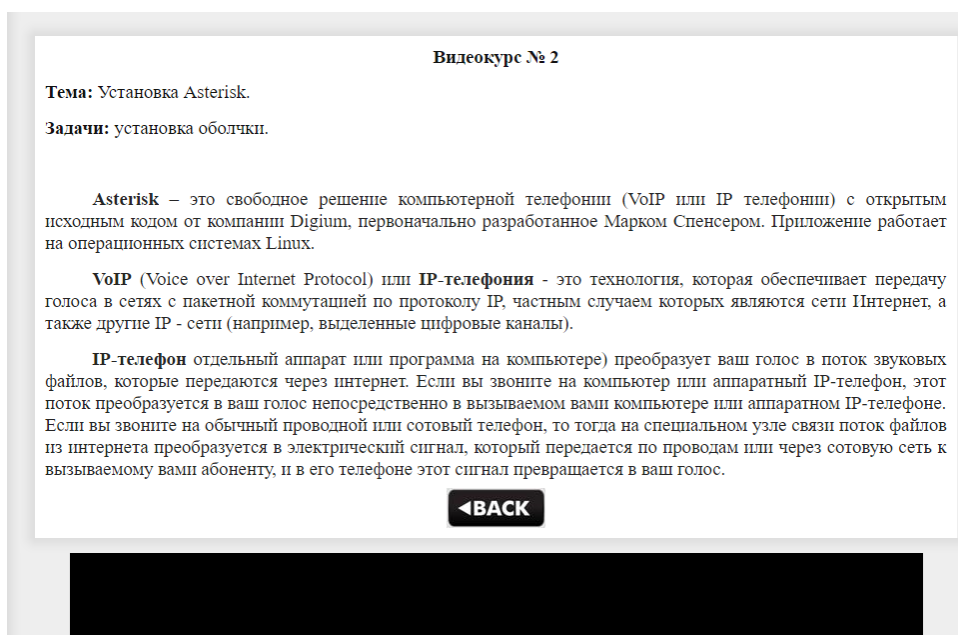 Видеокурс № 2
Тема: Установка Asterisk.
Задачи: установка оболчки.
Asterisk – это свободное решение компьютерной телефонии (VoIP или IP телефонии) с открытым
исходным кодом от компании Digium, первоначально разработанное Марком Спенсером. Приложение работает
на операционных системах Linux.
VoIP (Voice over Internet Protocol) или IP-телефония - это технология, которая обеспечивает передачу
голоса в сетях с пакетной коммутацией по протоколу IP, частным случаем которых являются сети Интернет, а
также другие IP - сети (например, выделенные цифровые каналы).
IP-телефон отдельный аппарат или программа на компьютере) преобразует ваш голос в поток звуковых
файлов, которые передаются через интернет. Если вы звоните на компьютер или аппаратный IP-телефон, этот
поток преобразуется в ваш голос непосредственно в вызываемом вами компьютере или аппаратном IP-телефоне.
Если вы звоните на обычный проводной или сотовый телефон, то тогда на специальном узле связи поток файлов
из интернета преобразуется в электрический сигнал, который передается по проводам или через сотовую сеть к
вызываемому вами абоненту, и в его телефоне этот сигнал превращается в ваш голос.
BACK